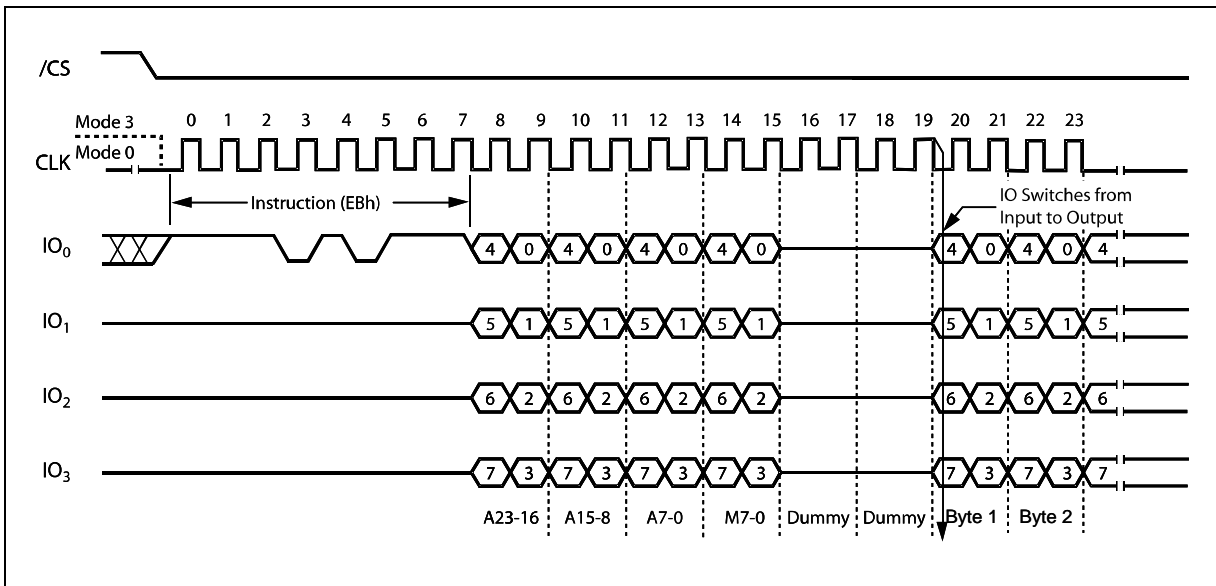 /CS
Mode 3
0 1 2 3 4 5 6 7 8 9 10 11 12 13 14 15 16 17 18 19 20 21 22 23
CLK
Mode 0
Instruction (EBh)
IO Switches from
Input to Output
IO₀
4 0 4 0 4 0 4 0 4 0 4 0 4
IO₁
5 1 5 1 5 1 5 1 5 1 5 1 5
IO₂
6 2 6 2 6 2 6 2 6 2 6 2 6
IO₃
7 3 7 3 7 3 7 3 7 3 7 3 7
A23-16 A15-8 A7-0 M7-0 Dummy Dummy Byte 1 Byte 2